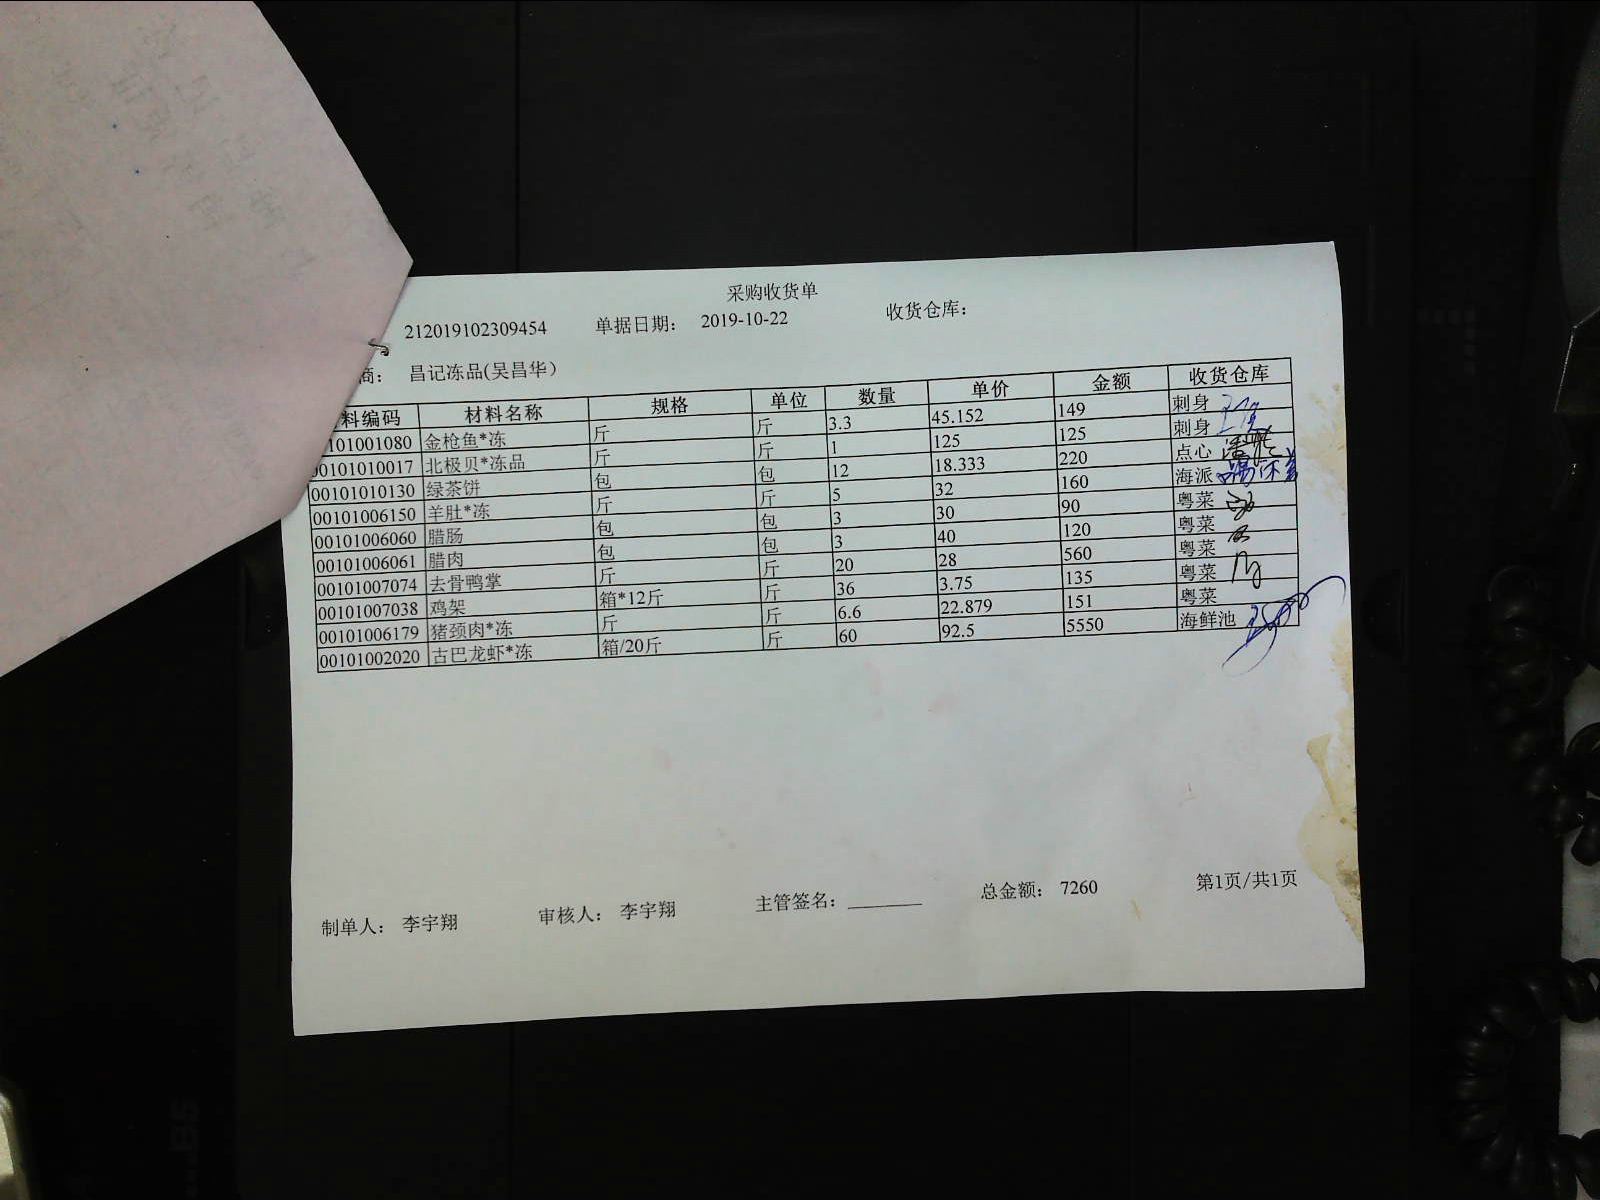 采购收货单
212019102309454 单据日期： 2019-10-22 收货仓库：
商： 昌记冻品(吴昌华)
料编码 材料名称 规格 单位 数量 单价 金额 收货仓库
101001080 金枪鱼*冻 斤 斤 3.3 45.152 149 刺身
00101010017 北极贝*冻品 斤 斤 1 125 125 刺身
00101010130 绿茶饼 包 包 12 18.333 220 点心
00101006150 羊肚*冻 斤 斤 5 32 160 海派
00101006060 腊肠 包 包 3 30 90 粤菜
00101006061 腊肉 包 包 3 40 120 粤菜
00101007074 去骨鸭掌 斤 斤 20 28 560 粤菜
00101007038 鸡架 箱*12斤 斤 36 3.75 135 粤菜
00101006179 猪颈肉*冻 斤 斤 6.6 22.879 151 粤菜
00101002020 古巴龙虾*冻 箱/20斤 斤 60 92.5 5550 海鲜池
制单人： 李宇翔 审核人： 李宇翔 主管签名： 总金额： 7260 第1页/共1页